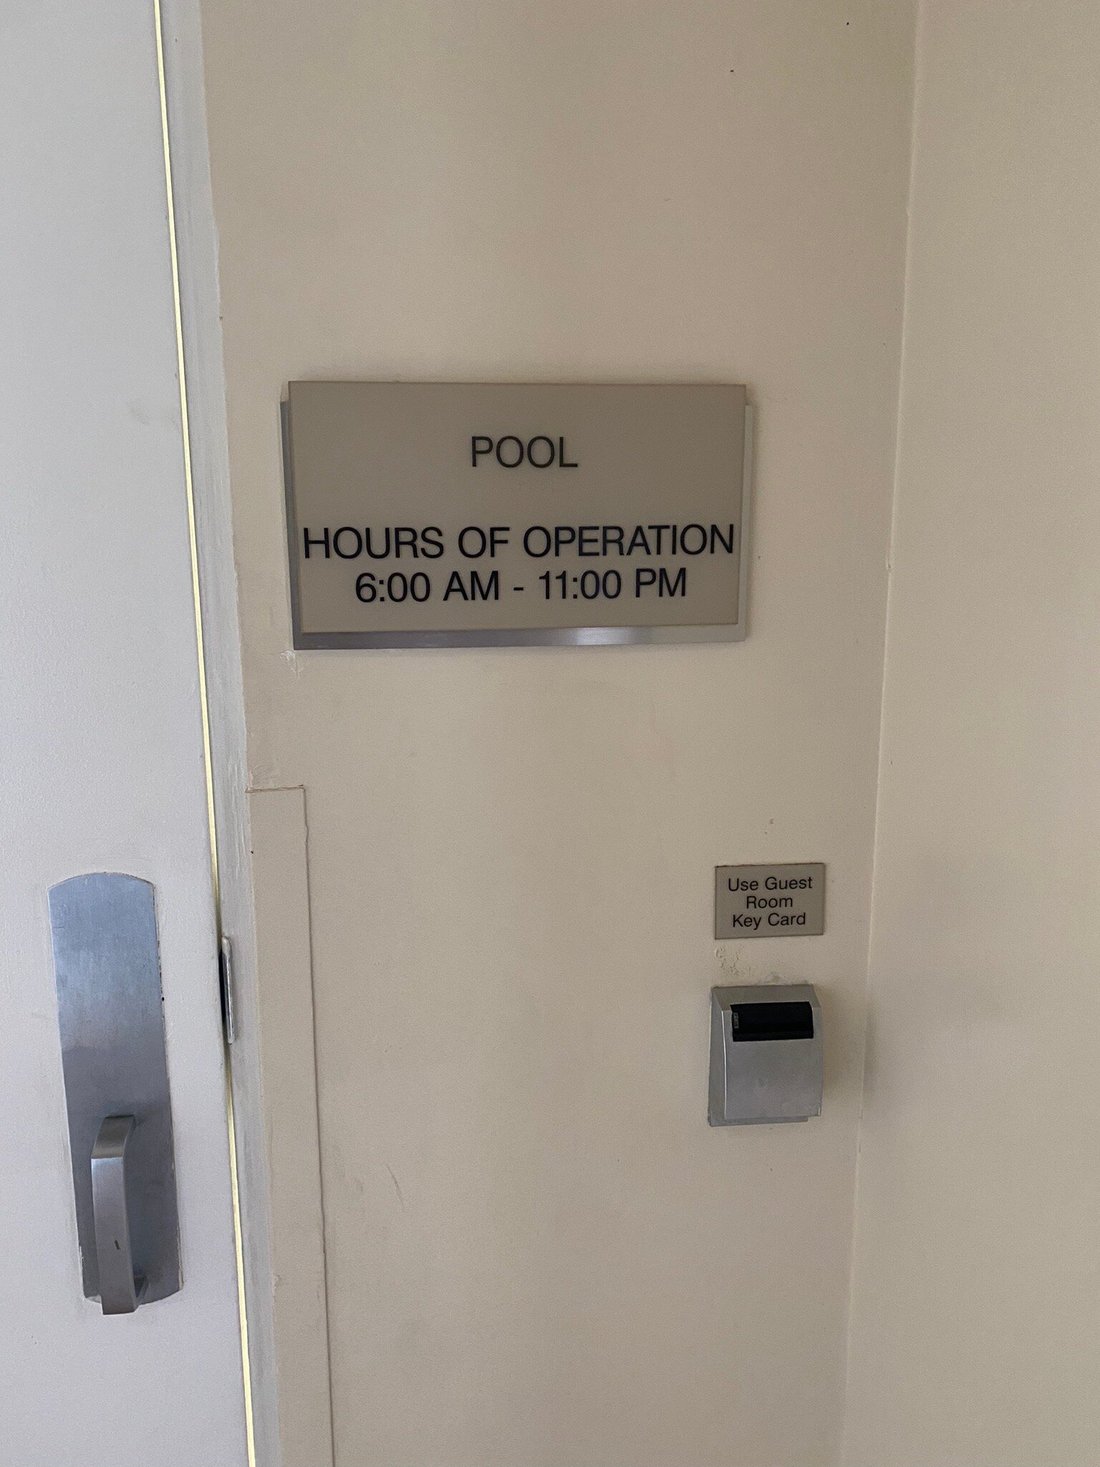 POOL
HOURS OF OPERATION
6:00 AM - 11:00 PM
Use Guest
Room
Key Card